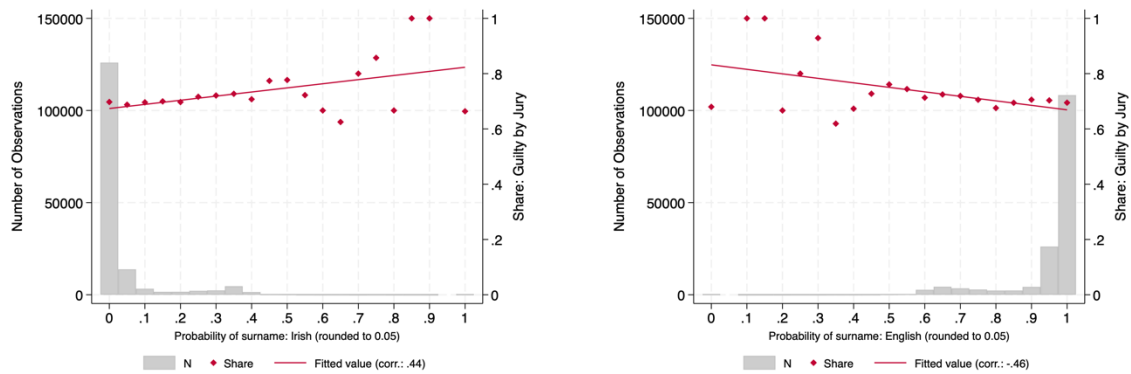 150000
100000
50000
0
Number of Observations
1
.8
.6
.4
.2
0
Share: Guilty by Jury
0 .1 .2 .3 .4 .5 .6 .7 .8 .9 1
Probability of surname: Irish (rounded to 0.05)
N Share Fitted value (corr.: .44)
150000
100000
50000
0
Number of Observations
1
.8
.6
.4
.2
0
Share: Guilty by Jury
0 .1 .2 .3 .4 .5 .6 .7 .8 .9 1
Probability of surname: English (rounded to 0.05)
N Share Fitted value (corr.: -.46)